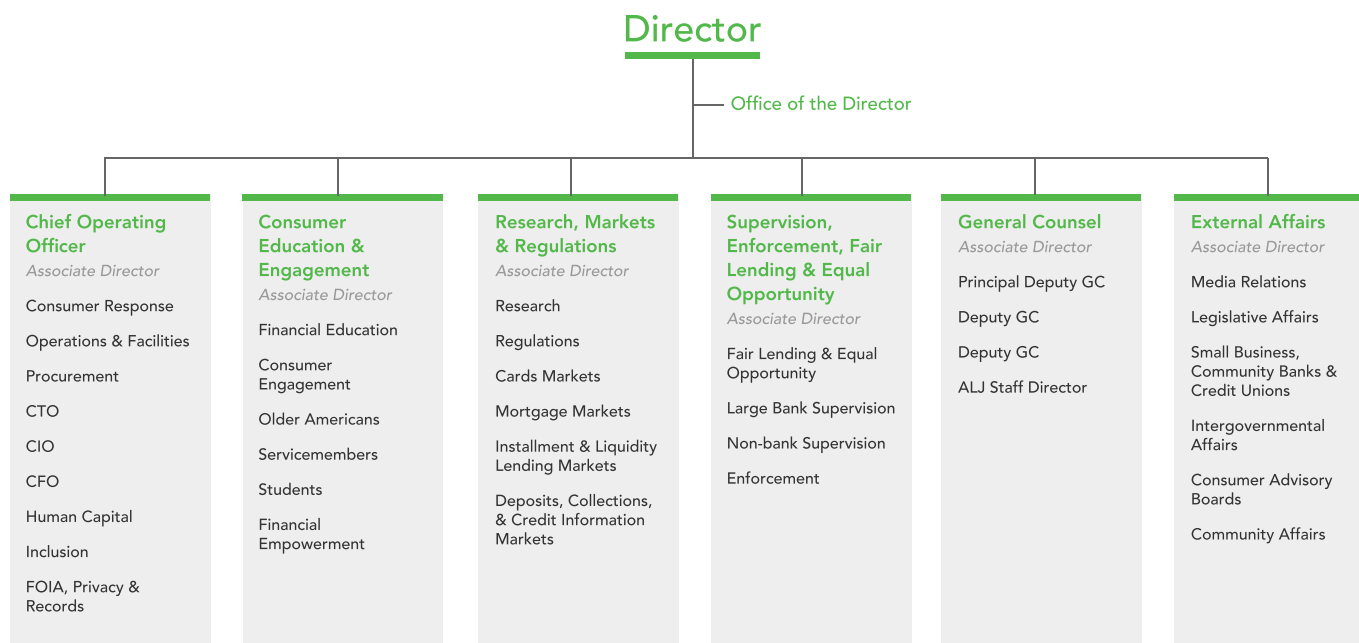 Director
Office of the Director
Chief Operating
Officer
Associate Director
Consumer Response
Operations & Facilities
Procurement
CTO
CIO
CFO
Human Capital
Inclusion
FOIA, Privacy &
Records
Consumer
Education &
Engagement
Associate Director
Financial Education
Consumer
Engagement
Older Americans
Servicemembers
Students
Financial
Empowerment
Research, Markets
& Regulations
Associate Director
Research
Regulations
Cards Markets
Mortgage Markets
Installment & Liquidity
Lending Markets
Deposits, Collections,
& Credit Information
Markets
Supervision,
Enforcement, Fair
Lending & Equal
Opportunity
Associate Director
Fair Lending & Equal
Opportunity
Large Bank Supervision
Non-bank Supervision
Enforcement
General Counsel
Associate Director
Principal Deputy GC
Deputy GC
Deputy GC
ALJ Staff Director
External Affairs
Associate Director
Media Relations
Legislative Affairs
Small Business,
Community Banks &
Credit Unions
Intergovernmental
Affairs
Consumer Advisory
Boards
Community Affairs